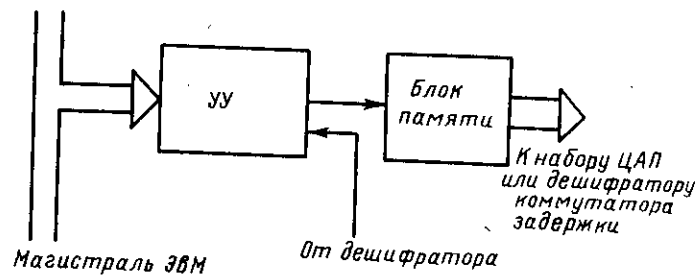 УУ
Блок
памяти
К набору ЦАП
или дешифратору
коммутатора
задержки
Магистраль ЭВМ
От дешифратора